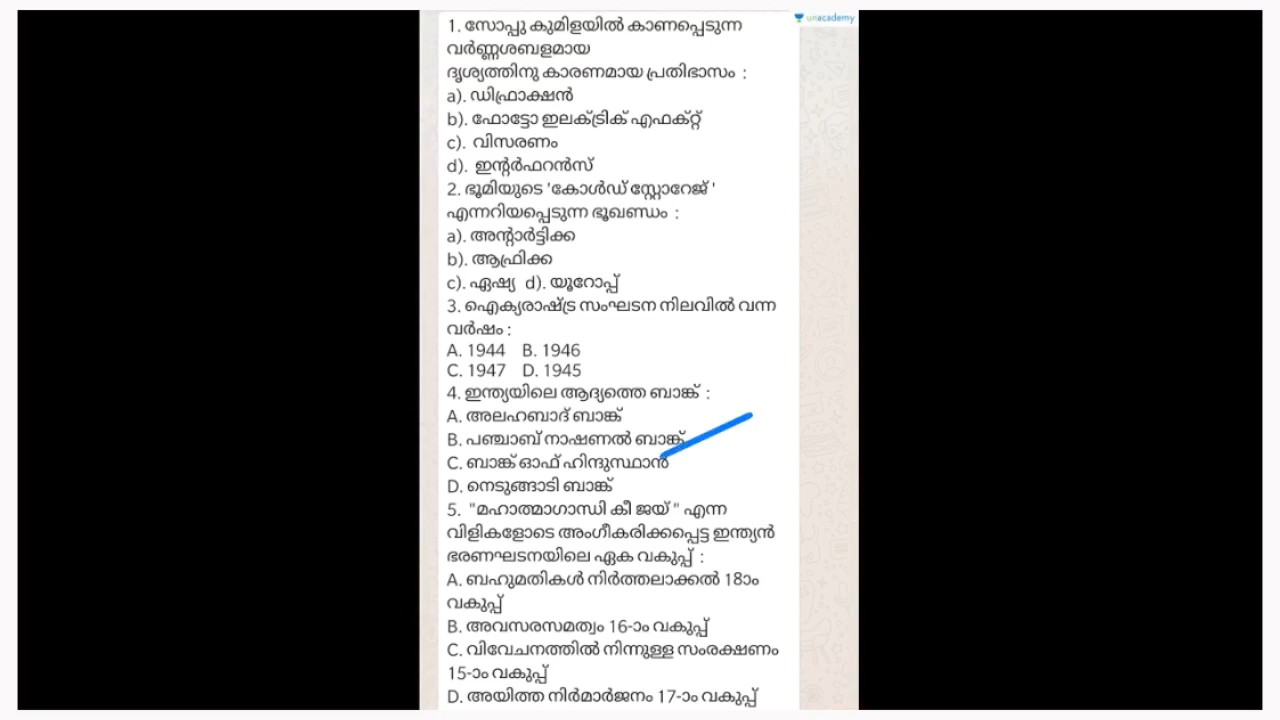 unacademy
1. സോപ്പു കുമിളയിൽ കാണപ്പെടുന്ന
വർണ്ണശബളമായ
ദൃശ്യത്തിനു കാരണമായ പ്രതിഭാസം :
a). ഡിഫ്രാക്ഷൻ
b). ഫോട്ടോ ഇലക്ട്രിക് എഫക്റ്റ്
c). വിസരണം
d). ഇന്റർഫറൻസ്
2. ഭൂമിയുടെ 'കോൾഡ് സ്റ്റോറേജ് '
എന്നറിയപ്പെടുന്ന ഭൂഖണ്ഡം :
a). അന്റാർട്ടിക്ക
b). ആഫ്രിക്ക
c). ഏഷ്യ d). യൂറോപ്പ്
3. ഐക്യരാഷ്ട്ര സംഘടന നിലവിൽ വന്ന
വർഷം :
A. 1944 B. 1946
C. 1947 D. 1945
4. ഇന്ത്യയിലെ ആദ്യത്തെ ബാങ്ക് :
A. അലഹബാദ് ബാങ്ക്
B. പഞ്ചാബ് നാഷണൽ ബാങ്ക്
C. ബാങ്ക് ഓഫ് ഹിന്ദുസ്ഥാൻ
D. നെടുങ്ങാടി ബാങ്ക്
5. "മഹാത്മാഗാന്ധി കീ ജയ് " എന്ന
വിളികളോടെ അംഗീകരിക്കപ്പെട്ട ഇന്ത്യൻ
ഭരണഘടനയിലെ ഏക വകുപ്പ് :
A. ബഹുമതികൾ നിർത്തലാക്കൽ 18ാം
വകുപ്പ്
B. അവസരസമത്വം 16-ാം വകുപ്പ്
C. വിവേചനത്തിൽ നിന്നുള്ള സംരക്ഷണം
15-ാം വകുപ്പ്
D. അയിത്ത നിർമാർജനം 17-ാം വകുപ്പ്